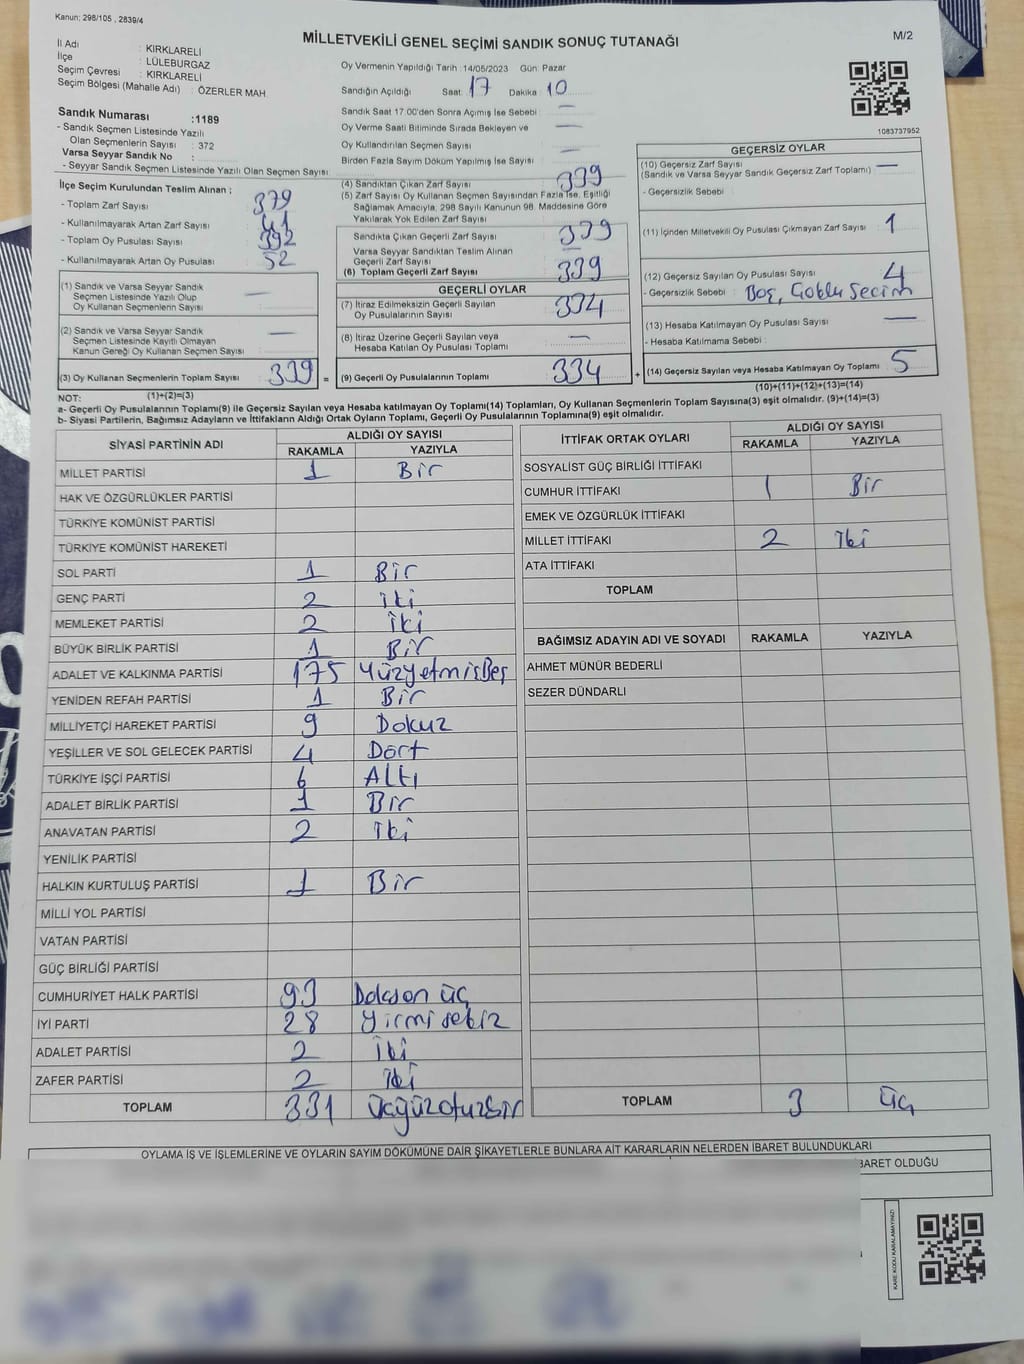 Kanun; 298/105 , 2839/4
MİLLETVEKİLİ GENEL SEÇİMİ SANDIK SONUÇ TUTANAĞI
M/2
İl Adı : KIRKLARELİ
İlçe : LÜLEBURGAZ
Seçim Çevresi : KIRKLARELİ
Seçim Bölgesi (Mahalle Adı) : ÖZERLER MAH.
Sandık Numarası :1189
- Sandık Seçmen Listesinde Yazılı
Olan Seçmenlerin Sayısı : 372
Varsa Seyyar Sandık No :
- Seyyar Sandık Seçmen Listesinde Yazılı Olan Seçmen Sayısı :
Oy Vermenin Yapıldığı Tarih :14/05/2023 Gün: Pazar
Sandığın Açıldığı Saat: 17 Dakika: 10
Sandık Saat 17.00'den Sonra Açımış İse Sebebi : —
Oy Verme Saati Bitiminde Sırada Bekleyen ve
Oy Kullandırılan Seçmen Sayısı : —
Birden Fazla Sayım Döküm Yapılmış İse Sayısı : —
1083737952
İlçe Seçim Kurulundan Teslim Alınan ;
- Toplam Zarf Sayısı : 379
- Kullanılmayarak Artan Zarf Sayısı : 41
- Toplam Oy Pusulası Sayısı : 392
- Kullanılmayarak Artan Oy Pusulası : 52
(1) Sandık ve Varsa Seyyar Sandık
Seçmen Listesinde Yazılı Olup
Oy Kullanan Seçmenlerin Sayısı : —
(2) Sandık ve Varsa Seyyar Sandık
Seçmen Listesinde Kayıtlı Olmayan
Kanun Gereği Oy Kullanan Seçmen Sayısı : —
(3) Oy Kullanan Seçmenlerin Toplam Sayısı : 339
(1)+(2)=(3)
(4) Sandıktan Çıkan Zarf Sayısı : 339
(5) Zarf Sayısı Oy Kullanan Seçmen Sayısından Fazla İse, Eşitliği
Sağlamak Amacıyla, 298 Sayılı Kanunun 98. Maddesine Göre
Yakılarak Yok Edilen Zarf Sayısı :
Sandıkta Çıkan Geçerli Zarf Sayısı : 339
Varsa Seyyar Sandıktan Teslim Alınan
Geçerli Zarf Sayısı : —
(6) Toplam Geçerli Zarf Sayısı : 339
GEÇERLİ OYLAR
(7) İtiraz Edilmeksizin Geçerli Sayılan
Oy Pusulalarının Sayısı : 334
(8) İtiraz Üzerine Geçerli Sayılan veya
Hesaba Katılan Oy Pusulası Toplamı : —
= (9) Geçerli Oy Pusulalarının Toplamı : 334
GEÇERSİZ OYLAR
(10) Geçersiz Zarf Sayısı
(Sandık ve Varsa Seyyar Sandık Geçersiz Zarf Toplamı) : —
- Geçersizlik Sebebi :
(11) İçinden Milletvekili Oy Pusulası Çıkmayan Zarf Sayısı : 1
(12) Geçersiz Sayılan Oy Pusulası Sayısı : 4
- Geçersizlik Sebebi : Boş, Çoklu Secim
(13) Hesaba Katılmayan Oy Pusulası Sayısı : —
- Hesaba Katılmama Sebebi :
+ (14) Geçersiz Sayılan veya Hesaba Katılmayan Oy Toplamı : 5
(10)+(11)+(12)+(13)=(14)
NOT:
a- Geçerli Oy Pusulalarının Toplamı(9) ile Geçersiz Sayılan veya Hesaba katılmayan Oy Toplamı(14) Toplamları, Oy Kullanan Seçmenlerin Toplam Sayısına(3) eşit olmalıdır. (9)+(14)=(3)
b- Siyasi Partilerin, Bağımsız Adayların ve İttifakların Aldığı Ortak Oyların Toplamı, Geçerli Oy Pusulalarının Toplamına(9) eşit olmalıdır.
SİYASİ PARTİNİN ADI ALDIĞI OY SAYISI
RAKAMLA YAZIYLA
MİLLET PARTİSİ 1 Bir
HAK VE ÖZGÜRLÜKLER PARTİSİ
TÜRKİYE KOMÜNİST PARTİSİ
TÜRKİYE KOMÜNİST HAREKETİ
SOL PARTİ 1 Bir
GENÇ PARTİ 2 iki
MEMLEKET PARTİSİ 2 iki
BÜYÜK BİRLİK PARTİSİ 1 Bir
ADALET VE KALKINMA PARTİSİ 175 YüzyetmişBeş
YENİDEN REFAH PARTİSİ 1 Bir
MİLLİYETÇİ HAREKET PARTİSİ 9 Dokuz
YEŞİLLER VE SOL GELECEK PARTİSİ 4 Dört
TÜRKİYE İŞÇİ PARTİSİ 6 Altı
ADALET BİRLİK PARTİSİ 1 Bir
ANAVATAN PARTİSİ 2 iki
YENİLİK PARTİSİ
HALKIN KURTULUŞ PARTİSİ 1 Bir
MİLLİ YOL PARTİSİ
VATAN PARTİSİ
GÜÇ BİRLİĞİ PARTİSİ
CUMHURİYET HALK PARTİSİ 93 Doksan üç
İYİ PARTİ 28 yirmi sekiz
ADALET PARTİSİ 2 iki
ZAFER PARTİSİ 2 iki
TOPLAM 331 Üçyüzotuzbir
İTTİFAK ORTAK OYLARI ALDIĞI OY SAYISI
RAKAMLA YAZIYLA
SOSYALİST GÜÇ BİRLİĞİ İTTİFAKI
CUMHUR İTTİFAKI 1 Bir
EMEK VE ÖZGÜRLÜK İTTİFAKI
MİLLET İTTİFAKI 2 İki
ATA İTTİFAKI
TOPLAM
BAĞIMSIZ ADAYIN ADI VE SOYADI RAKAMLA YAZIYLA
AHMET MÜNÜR BEDERLİ
SEZER DÜNDARLI
TOPLAM 3 Üç
OYLAMA İŞ VE İŞLEMLERİNE VE OYLARIN SAYIM DÖKÜMÜNE DAİR ŞİKAYETLERLE BUNLARA AİT KARARLARIN NELERDEN İBARET BULUNDUKLARI
BARET OLDUĞU
KARE KODU KARALAMAYINIZ!